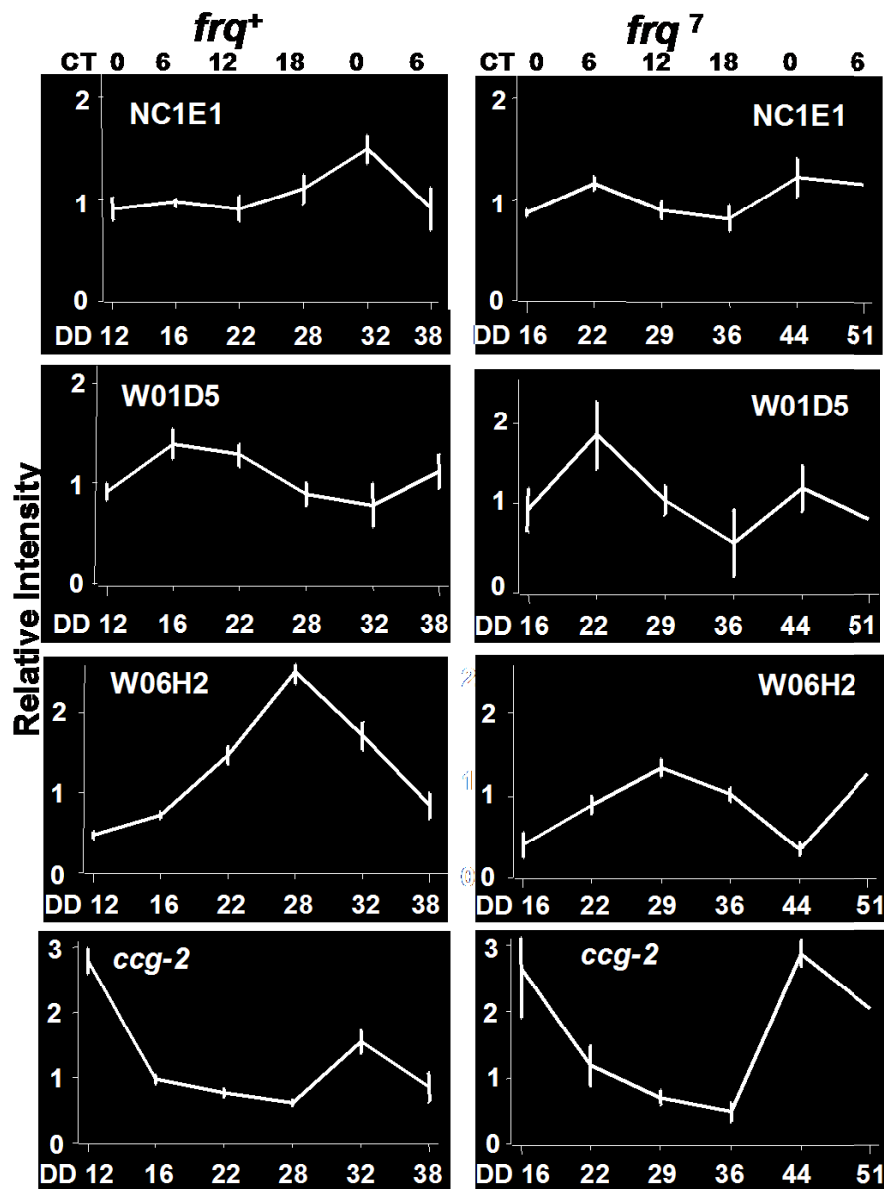 frq+ frq 7
CT 0 6 12 18 0 6 CT 0 6 12 18 0 6
2 NC1E1
1
0
DD 12 16 22 28 32 38
2 NC1E1
1
0
DD 16 22 29 36 44 51
Relative Intensity
2 W01D5
1
0
DD 12 16 22 28 32 38
W01D5
2
1
0
DD 16 22 29 36 44 51
W06H2
2
1
0
DD 12 16 22 28 32 38
2 W06H2
2
1 1
0 0
DD 16 22 29 36 44 51
3 ccg-2
2
1
0
DD 12 16 22 28 32 38
3 ccg-2
2
1
0
DD 16 22 29 36 44 51